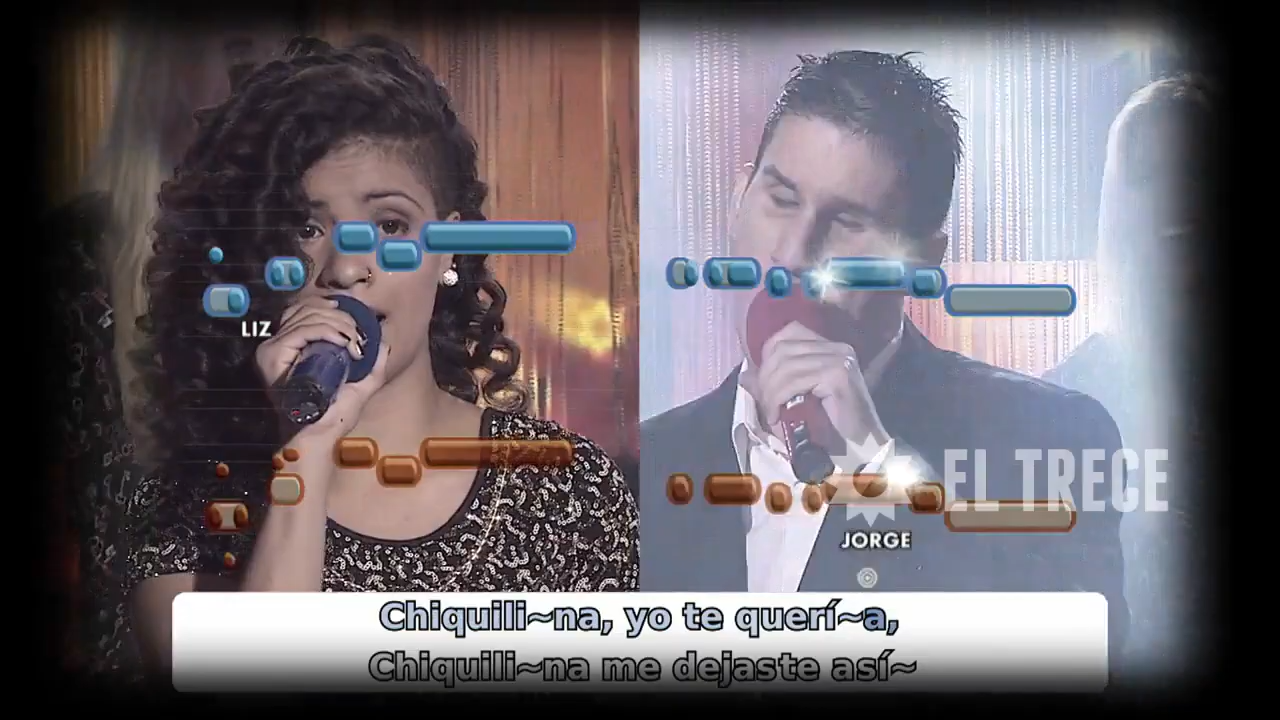 LIZ
EL TRECE
JORGE
Chiquili~na, yo te querí~a,
Chiquili~na me dejaste así~